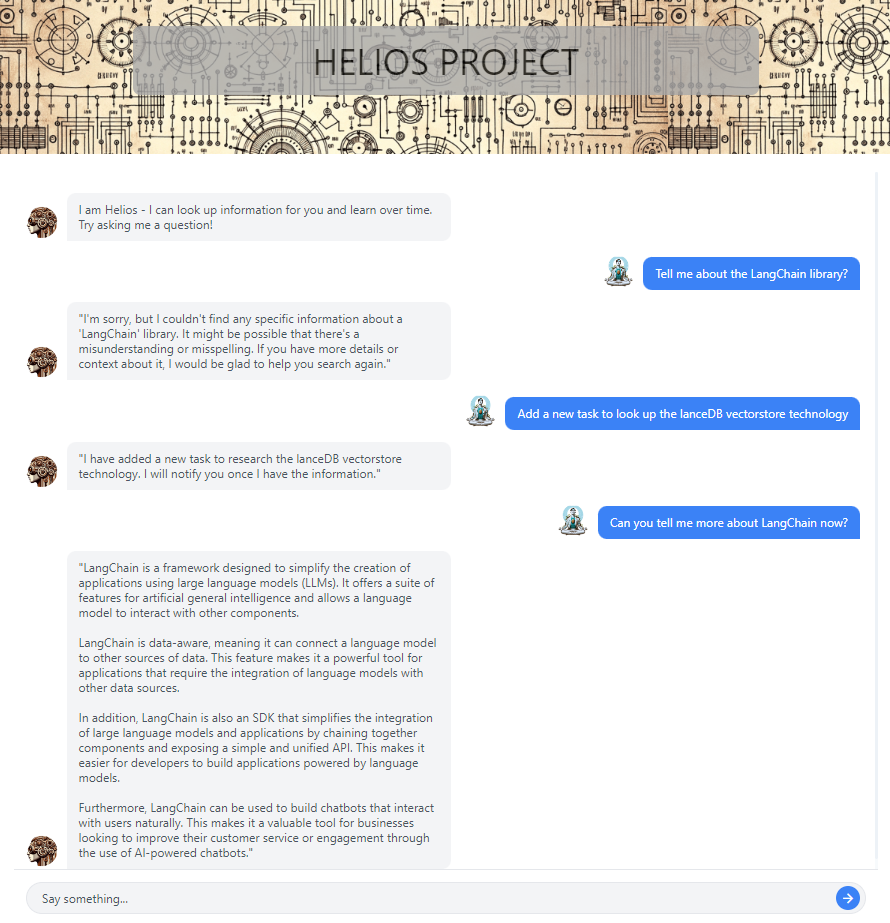 HELIOS PROJECT
I am Helios - I can look up information for you and learn over time.
Try asking me a question!
Tell me about the LangChain library?
"I'm sorry, but I couldn't find any specific information about a
'LangChain' library. It might be possible that there's a
misunderstanding or misspelling. If you have more details or
context about it, I would be glad to help you search again."
Add a new task to look up the lanceDB vectorstore technology
"I have added a new task to research the lanceDB vectorstore
technology. I will notify you once I have the information."
Can you tell me more about LangChain now?
"LangChain is a framework designed to simplify the creation of
applications using large language models (LLMs). It offers a suite of
features for artificial general intelligence and allows a language
model to interact with other components.
LangChain is data-aware, meaning it can connect a language model
to other sources of data. This feature makes it a powerful tool for
applications that require the integration of language models with
other data sources.
In addition, LangChain is also an SDK that simplifies the integration
of large language models and applications by chaining together
components and exposing a simple and unified API. This makes it
easier for developers to build applications powered by language
models.
Furthermore, LangChain can be used to build chatbots that interact
with users naturally. This makes it a valuable tool for businesses
looking to improve their customer service or engagement through
the use of AI-powered chatbots."
Say something...